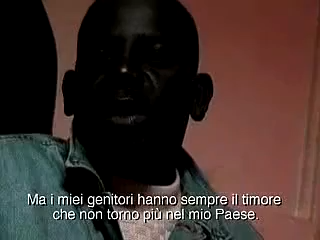 Ma i miei genitori hanno sempre il timore
che non torno più nel mio Paese.